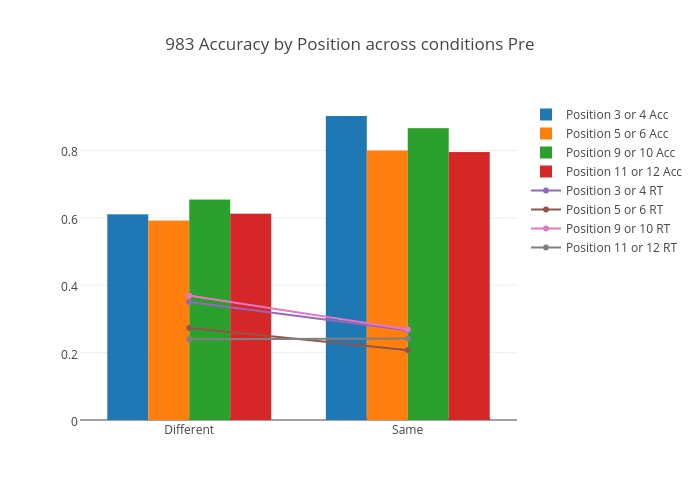 983 Accuracy by Position across conditions Pre
Position 3 or 4 Acc
Position 5 or 6 Acc
Position 9 or 10 Acc
Position 11 or 12 Acc
Position 3 or 4 RT
Position 5 or 6 RT
Position 9 or 10 RT
Position 11 or 12 RT
0.8
0.6
0.4
0.2
0
Different
Same